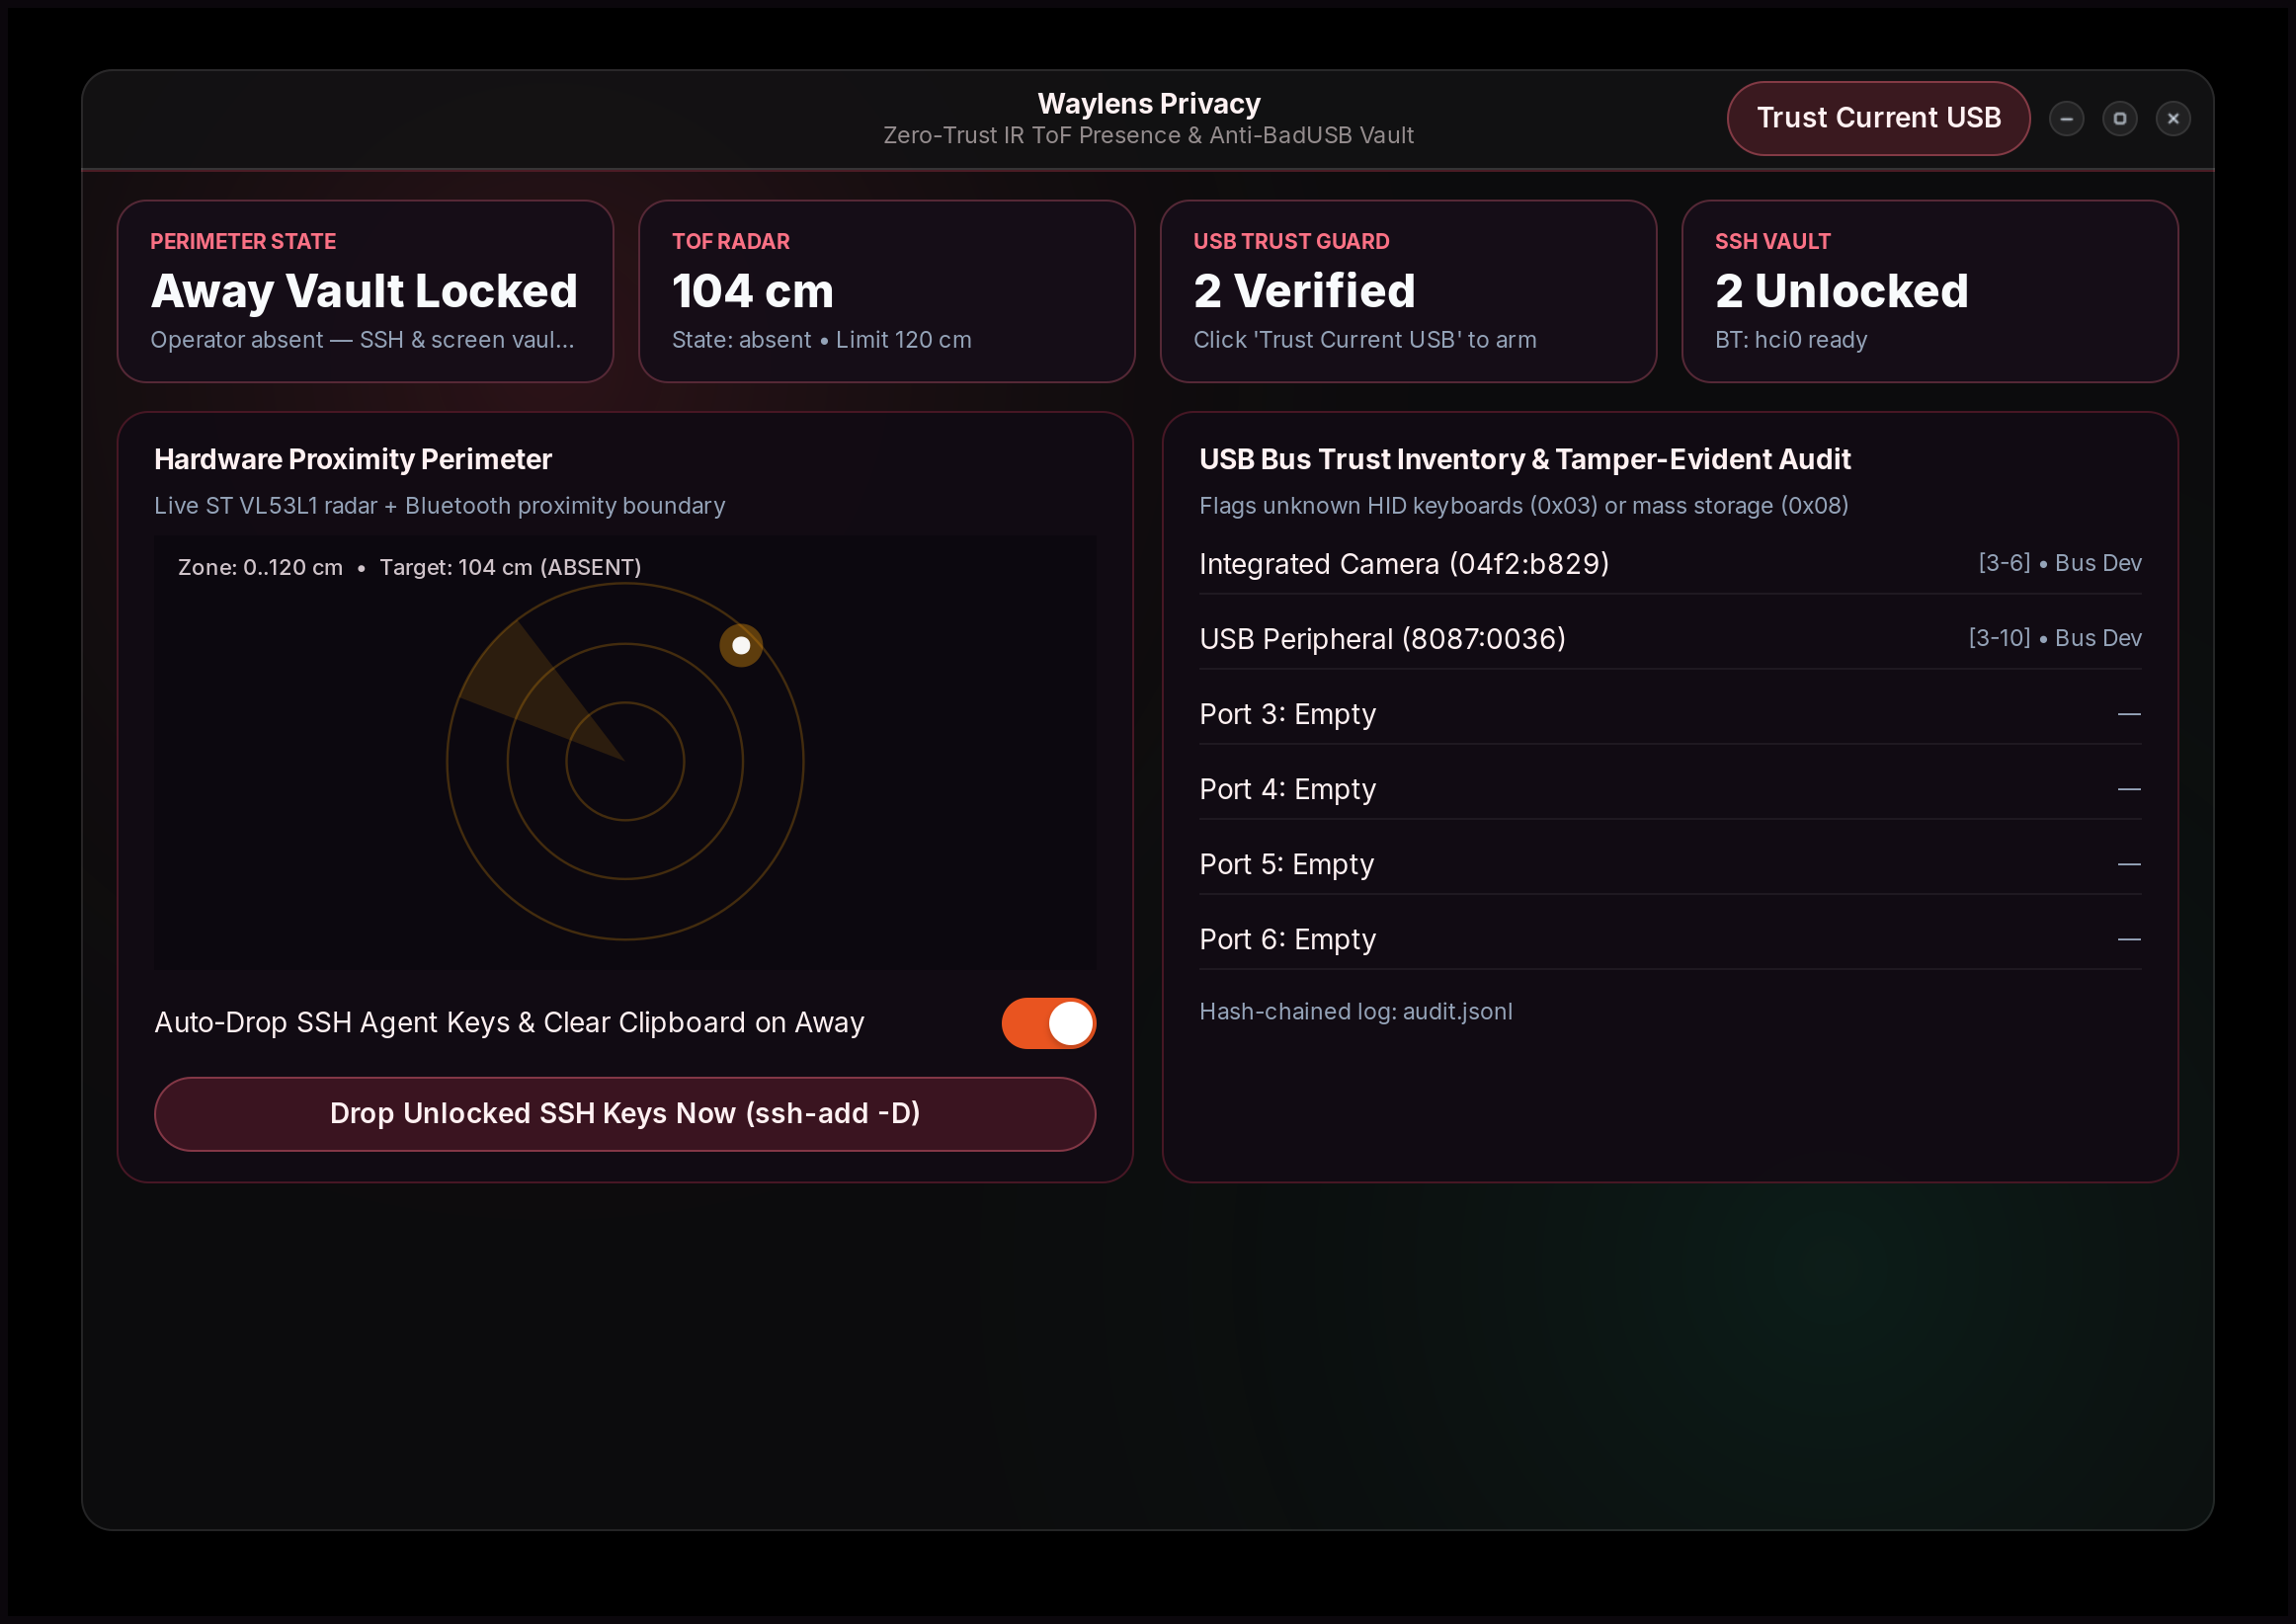 Waylens Privacy
Zero-Trust IR ToF Presence & Anti-BadUSB Vault
Trust Current USB
PERIMETER STATE
Away Vault Locked
Operator absent — SSH & screen vaul...
TOF RADAR
104 cm
State: absent • Limit 120 cm
USB TRUST GUARD
2 Verified
Click 'Trust Current USB' to arm
SSH VAULT
2 Unlocked
BT: hci0 ready
Hardware Proximity Perimeter
Live ST VL53L1 radar + Bluetooth proximity boundary
Zone: 0..120 cm • Target: 104 cm (ABSENT)
Auto-Drop SSH Agent Keys & Clear Clipboard on Away
Drop Unlocked SSH Keys Now (ssh-add -D)
USB Bus Trust Inventory & Tamper-Evident Audit
Flags unknown HID keyboards (0x03) or mass storage (0x08)
Integrated Camera (04f2:b829) [3-6] • Bus Dev
USB Peripheral (8087:0036) [3-10] • Bus Dev
Port 3: Empty —
Port 4: Empty —
Port 5: Empty —
Port 6: Empty —
Hash-chained log: audit.jsonl